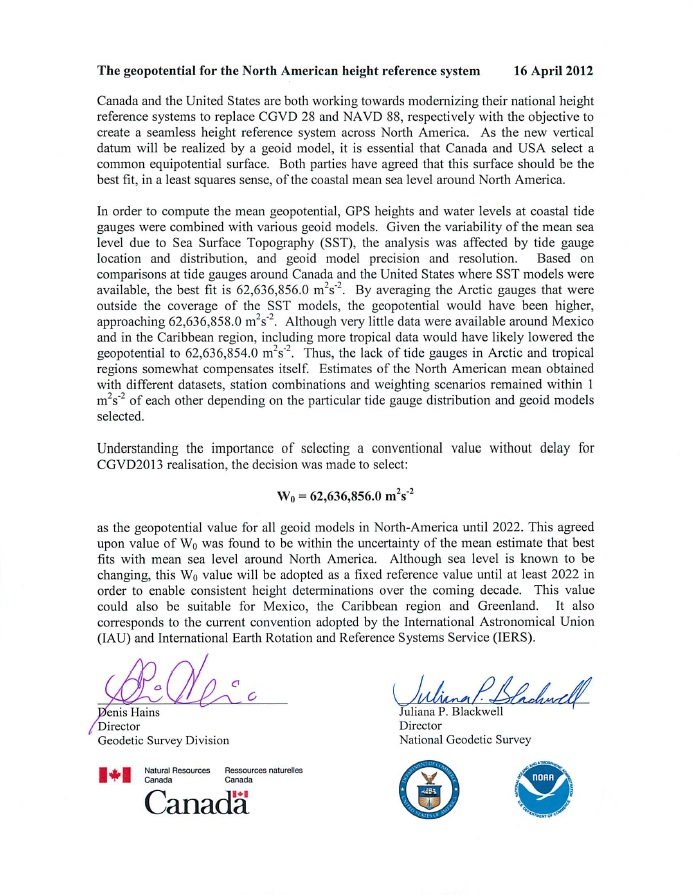 The geopotential for the North American height reference system 16 April 2012
Canada and the United States are both working towards modernizing their national height
reference systems to replace CGVD 28 and NAVD 88, respectively with the objective to
create a seamless height reference system across North America. As the new vertical
datum will be realized by a geoid model, it is essential that Canada and USA select a
common equipotential surface. Both parties have agreed that this surface should be the
best fit, in a least squares sense, of the coastal mean sea level around North America.
In order to compute the mean geopotential, GPS heights and water levels at coastal tide
gauges were combined with various geoid models. Given the variability of the mean sea
level due to Sea Surface Topography (SST), the analysis was affected by tide gauge
location and distribution, and geoid model precision and resolution. Based on
comparisons at tide gauges around Canada and the United States where SST models were
available, the best fit is 62,636,856.0 m²s⁻². By averaging the Arctic gauges that were
outside the coverage of the SST models, the geopotential would have been higher,
approaching 62,636,858.0 m²s⁻². Although very little data were available around Mexico
and in the Caribbean region, including more tropical data would have likely lowered the
geopotential to 62,636,854.0 m²s⁻². Thus, the lack of tide gauges in Arctic and tropical
regions somewhat compensates itself. Estimates of the North American mean obtained
with different datasets, station combinations and weighting scenarios remained within 1
m²s⁻² of each other depending on the particular tide gauge distribution and geoid models
selected.
Understanding the importance of selecting a conventional value without delay for
CGVD2013 realisation, the decision was made to select:
W₀ = 62,636,856.0 m²s⁻²
as the geopotential value for all geoid models in North-America until 2022. This agreed
upon value of W₀ was found to be within the uncertainty of the mean estimate that best
fits with mean sea level around North America. Although sea level is known to be
changing, this W₀ value will be adopted as a fixed reference value until at least 2022 in
order to enable consistent height determinations over the coming decade. This value
could also be suitable for Mexico, the Caribbean region and Greenland. It also
corresponds to the current convention adopted by the International Astronomical Union
(IAU) and International Earth Rotation and Reference Systems Service (IERS).
Juliana P. Blackwell
Denis Hains
Director
Geodetic Survey Division
Juliana P. Blackwell
Director
National Geodetic Survey
Natural Resources Ressources naturelles
Canada Canada
Canada
NOAA